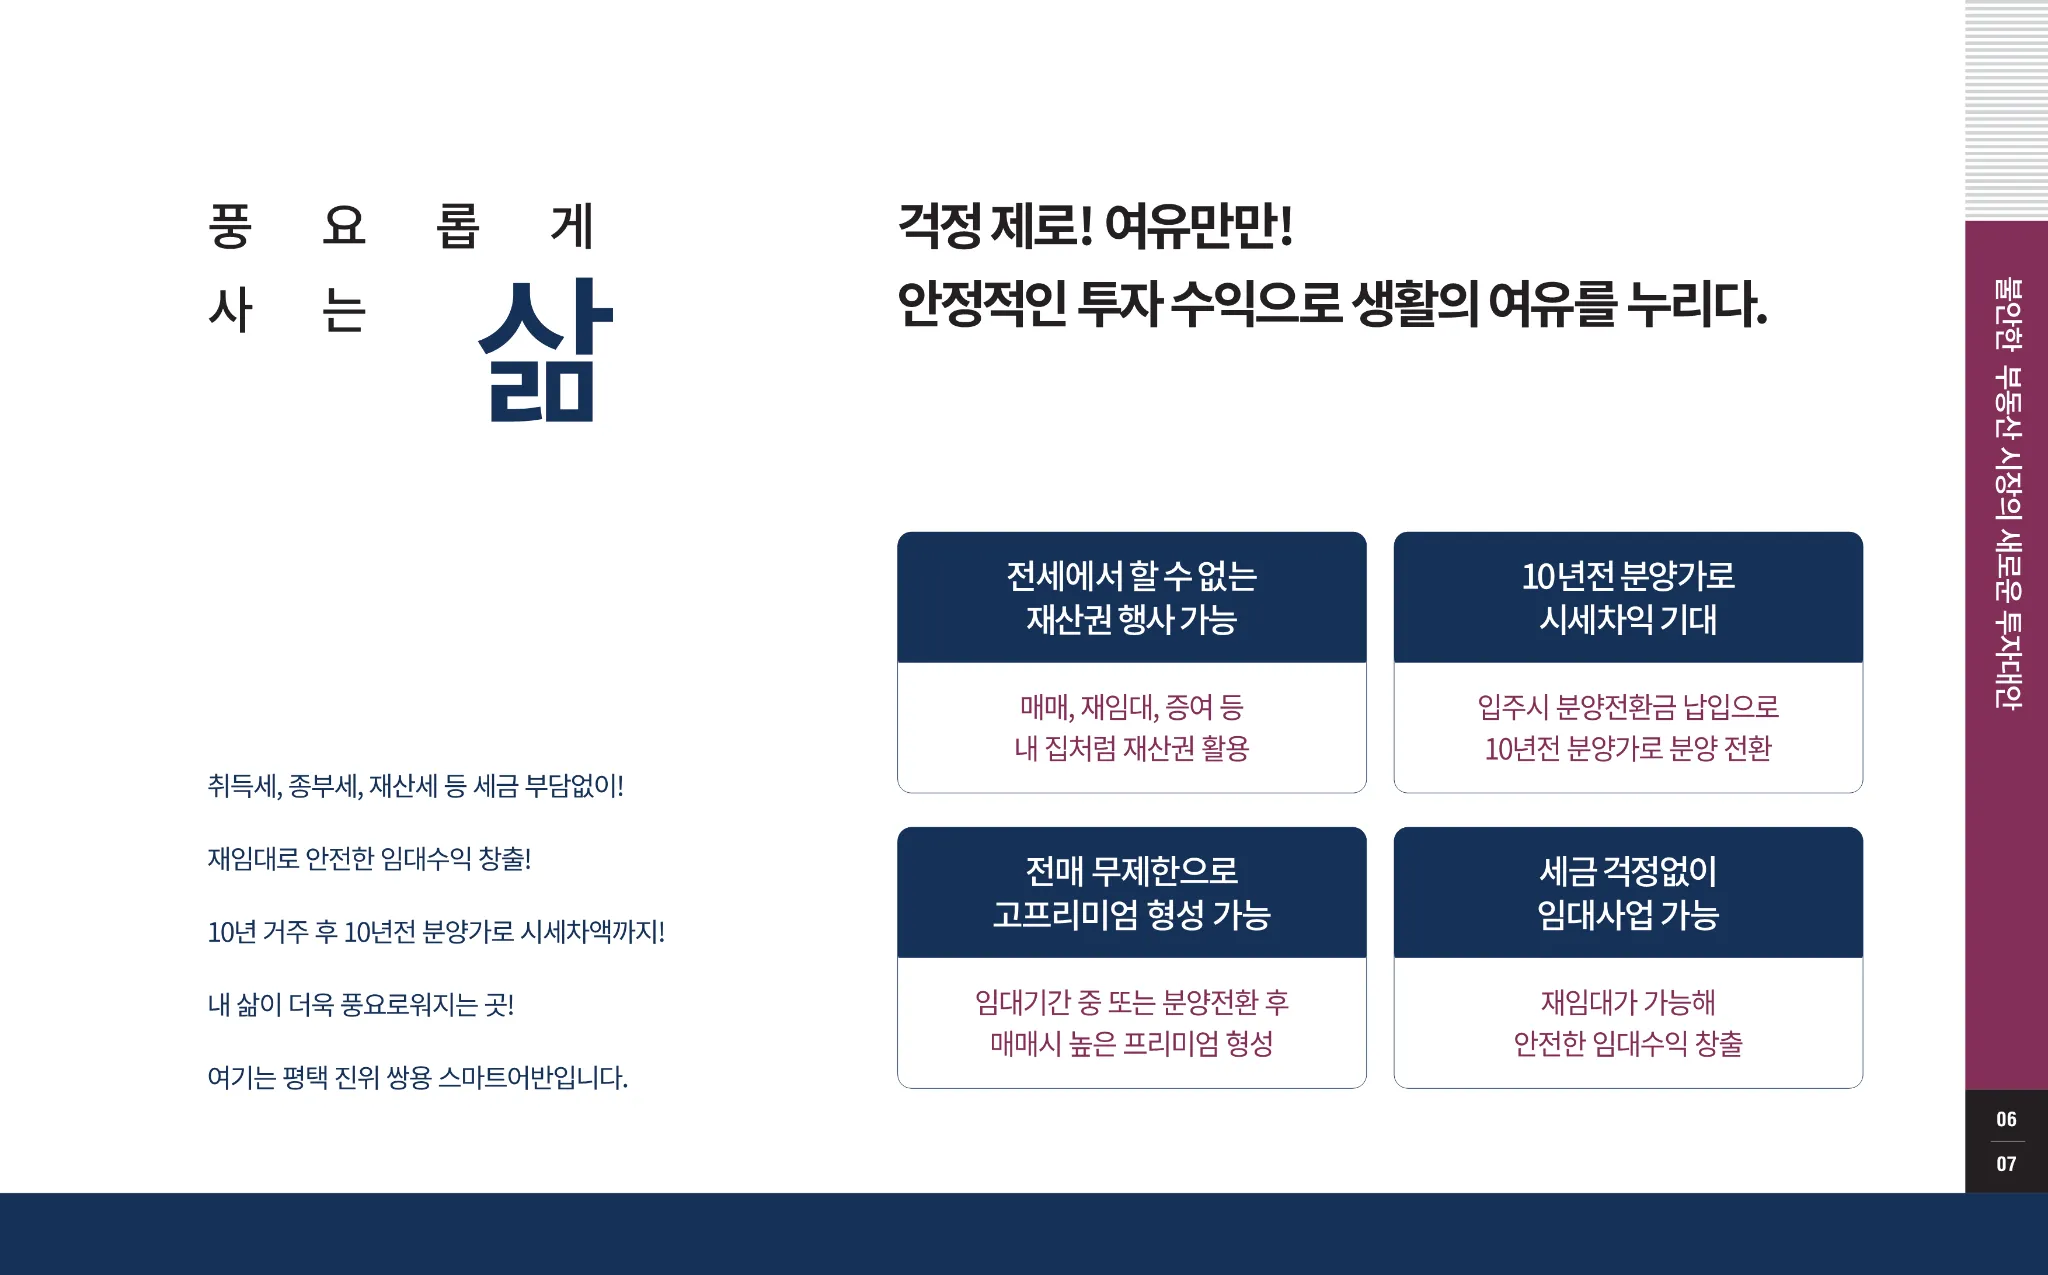 풍요롭게
사는 삶
취득세, 종부세, 재산세 등 세금 부담없이!
재임대로 안전한 임대수익 창출!
10년 거주 후 10년전 분양가로 시세차액까지!
내 삶이 더욱 풍요로워지는 곳!
여기는 평택 진위 쌍용 스마트어반입니다.
걱정 제로! 여유만만!
안정적인 투자 수익으로 생활의 여유를 누리다.
전세에서 할 수 없는
재산권 행사 가능
매매, 재임대, 증여 등
내 집처럼 재산권 활용
10년전 분양가로
시세차익 기대
입주시 분양전환금 납입으로
10년전 분양가로 분양 전환
전매 무제한으로
고프리미엄 형성 가능
임대기간 중 또는 분양전환 후
매매시 높은 프리미엄 형성
세금 걱정없이
임대사업 가능
재임대가 가능해
안전한 임대수익 창출
불안한 부동산 시장의 새로운 투자대안
06
07